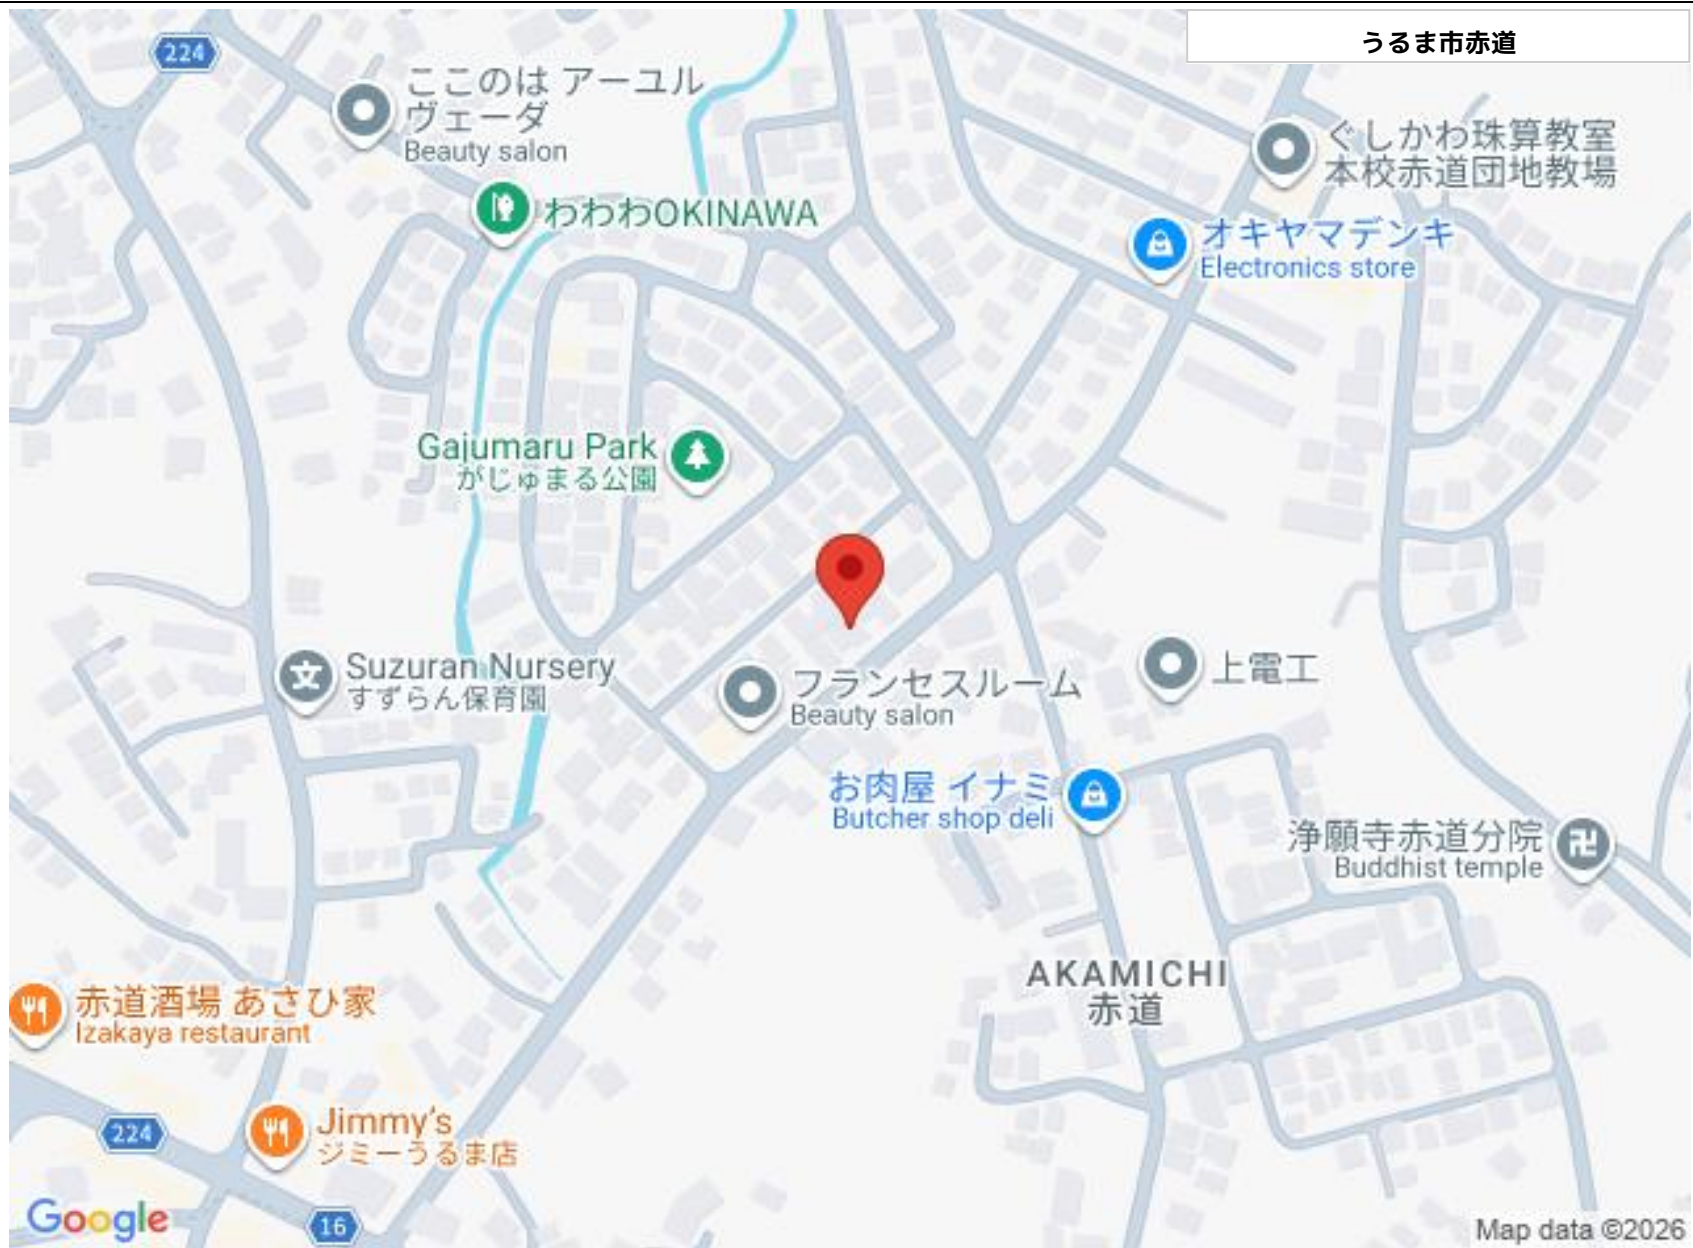 うるま市赤道
224
ここのは アーユル
ヴェーダ
Beauty salon
ぐしかわ珠算教室
本校赤道団地教場
わわわOKINAWA
オキヤマデンキ
Electronics store
Gajumaru Park
がじゅまる公園
Suzuran Nursery
すずらん保育園
フランセスルーム
Beauty salon
上電工
お肉屋 イナミ
Butcher shop deli
浄願寺赤道分院
Buddhist temple
AKAMICHI
赤道
赤道酒場 あさひ家
Izakaya restaurant
Jimmy's
ジミーうるま店
224
16
Google
Map data ©2026